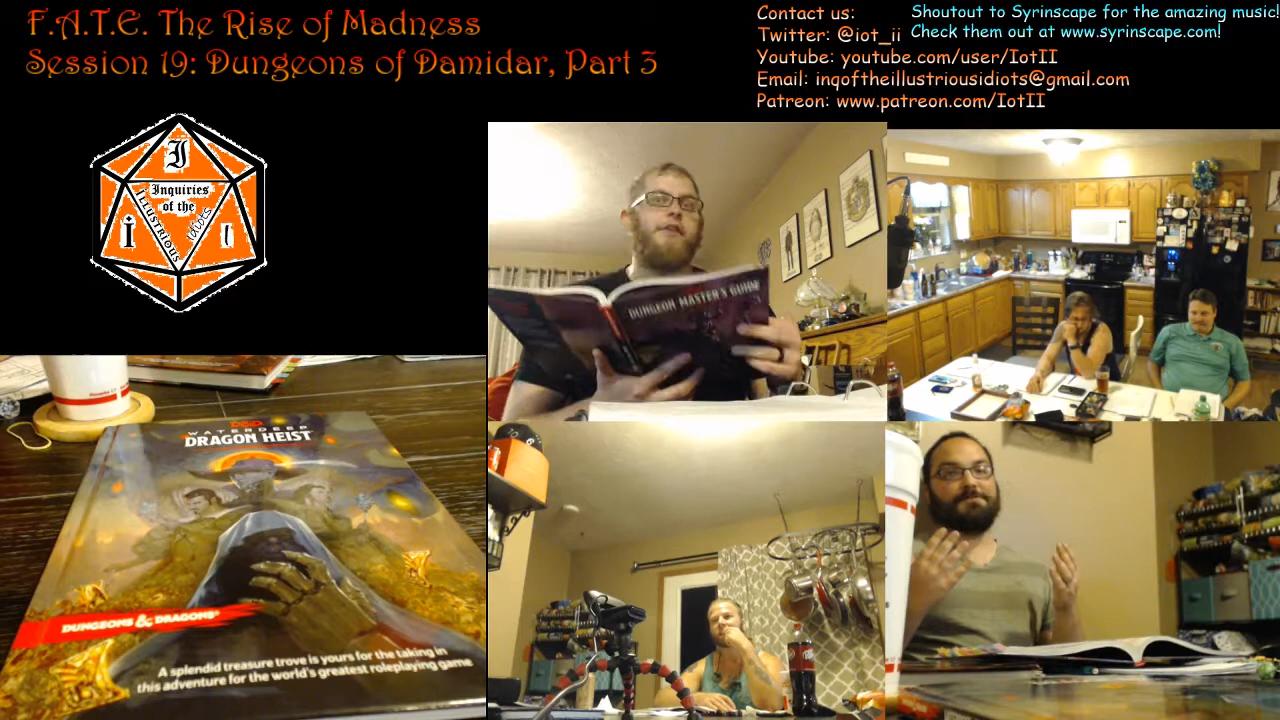 F.A.T.E. The Rise of Madness
Session 19: Dungeons of Damidar, Part 3
Contact us:
Twitter: @iot_ii
Youtube: youtube.com/user/IotII
Email: inqoftheillustriousidiots@gmail.com
Patreon: www.patreon.com/IotII
Shoutout to Syrinscape for the amazing music!
Check them out at www.syrinscape.com!
I
Inquiries
of the
Illustrious
idiots
i
I
DUNGEON MASTER'S GUIDE
D&D
WATERDEEP
DRAGON HEIST
DUNGEONS & DRAGONS
A splendid treasure trove is yours for the taking in
this adventure for the world's greatest roleplaying game